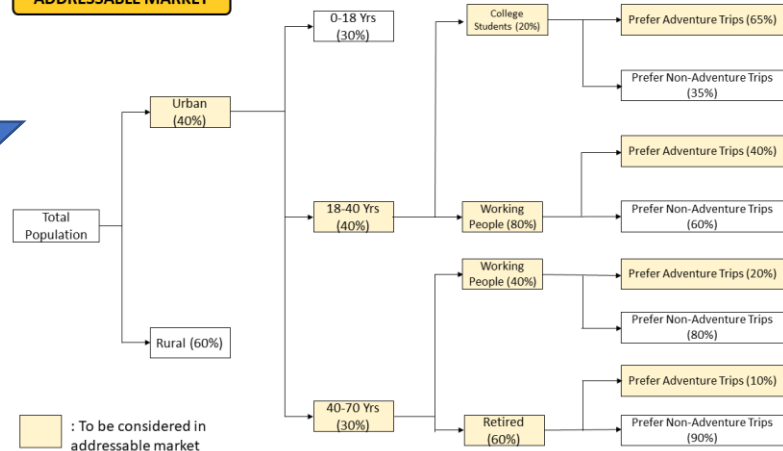 ADDRESSABLE MARKET
Total
Population
Urban
(40%)
Rural (60%)
0-18 Yrs
(30%)
18-40 Yrs
(40%)
40-70 Yrs
(30%)
College
Students (20%)
Working
People (80%)
Working
People (40%)
Retired
(60%)
Prefer Adventure Trips (65%)
Prefer Non-Adventure Trips
(35%)
Prefer Adventure Trips (40%)
Prefer Non-Adventure Trips
(60%)
Prefer Adventure Trips (20%)
Prefer Non-Adventure Trips
(80%)
Prefer Adventure Trips (10%)
Prefer Non-Adventure Trips
(90%)
: To be considered in
addressable market